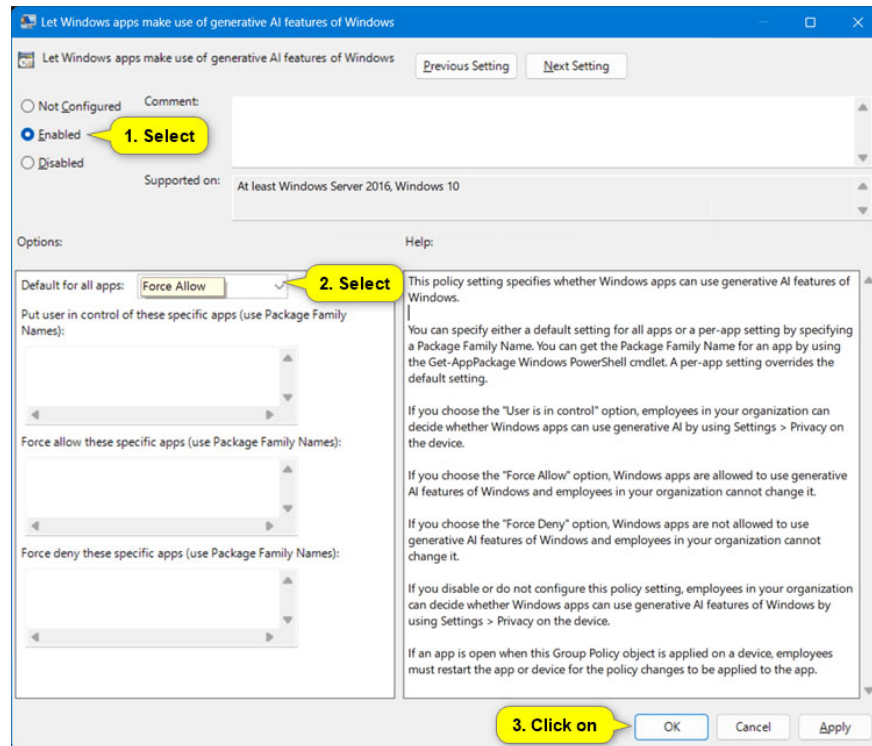 Let Windows apps make use of generative AI features of Windows
Let Windows apps make use of generative AI features of Windows
Previous Setting
Next Setting
Not Configured
Comment:
Enabled
1. Select
Disabled
Supported on:
At least Windows Server 2016, Windows 10
Options:
Help:
Default for all apps:
Force Allow
2. Select
Put user in control of these specific apps (use Package Family
Names):
Force allow these specific apps (use Package Family Names):
Force deny these specific apps (use Package Family Names):
This policy setting specifies whether Windows apps can use generative AI features of
Windows.
You can specify either a default setting for all apps or a per-app setting by specifying
a Package Family Name. You can get the Package Family Name for an app by using
the Get-AppPackage Windows PowerShell cmdlet. A per-app setting overrides the
default setting.
If you choose the "User is in control" option, employees in your organization can
decide whether Windows apps can use generative AI by using Settings > Privacy on
the device.
If you choose the "Force Allow" option, Windows apps are allowed to use generative
AI features of Windows and employees in your organization cannot change it.
If you choose the "Force Deny" option, Windows apps are not allowed to use
generative AI features of Windows and employees in your organization cannot
change it.
If you disable or do not configure this policy setting, employees in your organization
can decide whether Windows apps can use generative AI features of Windows by
using Settings > Privacy on the device.
If an app is open when this Group Policy object is applied on a device, employees
must restart the app or device for the policy changes to be applied to the app.
3. Click on
OK
Cancel
Apply